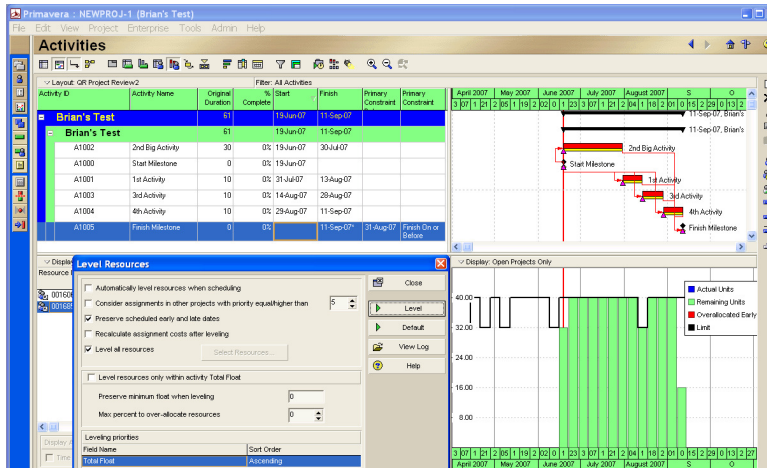 Primavera : NEWPROJ-1 (Brian's Test)
File Edit View Project Enterprise Tools Admin Help
Activities
Layout: QR Project Review2 Filter: All Activities
Activity ID Activity Name Original Duration % Complete Start Finish Primary Constraint Primary Constraint
April 2007 May 2007 June 2007 July 2007 August 2007 S O
Brian's Test 61 19-Jun-07 11-Sep-07
11-Sep-07, Brian's
Brian's Test 61 19-Jun-07 11-Sep-07
11-Sep-07, Brian's
A1002 2nd Big Activity 30 0% 19-Jun-07 30-Jul-07
2nd Big Activity
A1000 Start Milestone 0 0% 19-Jun-07
Start Milestone
A1001 1st Activity 10 0% 31-Jul-07 13-Aug-07
1st Activity
A1003 3rd Activity 10 0% 14-Aug-07 28-Aug-07
3rd Activity
A1004 4th Activity 10 0% 29-Aug-07 11-Sep-07
4th Activity
A1005 Finish Milestone 0 0% 11-Sep-07* 31-Aug-07 Finish On or Before
Finish Milestone
Display
Display: Open Projects Only
Resource
Level Resources
Automatically level resources when scheduling
Close
Consider assignments in other projects with priority equal/higher than 5
Level
Preserve scheduled early and late dates
Default
Recalculate assignment costs after leveling
Level all resources
Select Resources...
View Log
Help
Level resources only within activity Total Float
Preserve minimum float when leveling 0
Max percent to over-allocate resources 0
Leveling priorities
Field Name Sort Order
Total Float Ascending
Time
Actual Units
Remaining Units
Overallocated Early
Limit
40.00
32.00
24.00
16.00
8.00
April 2007 May 2007 June 2007 July 2007 August 2007 S O